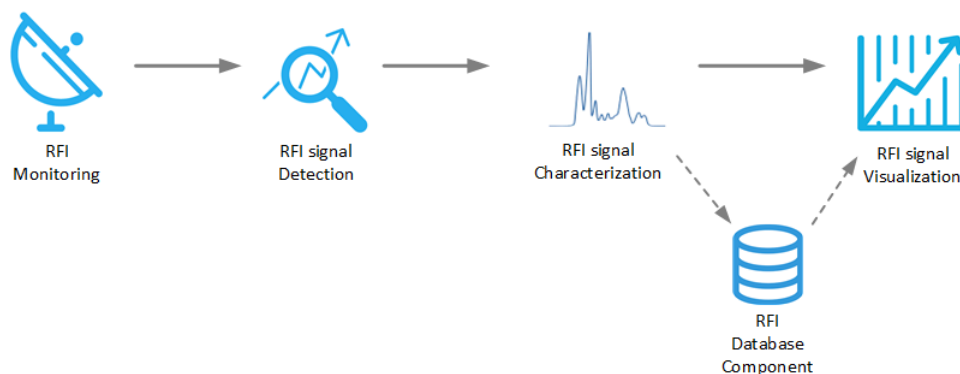 RFI
Monitoring
RFI signal
Detection
RFI signal
Characterization
RFI signal
Visualization
RFI
Database
Component